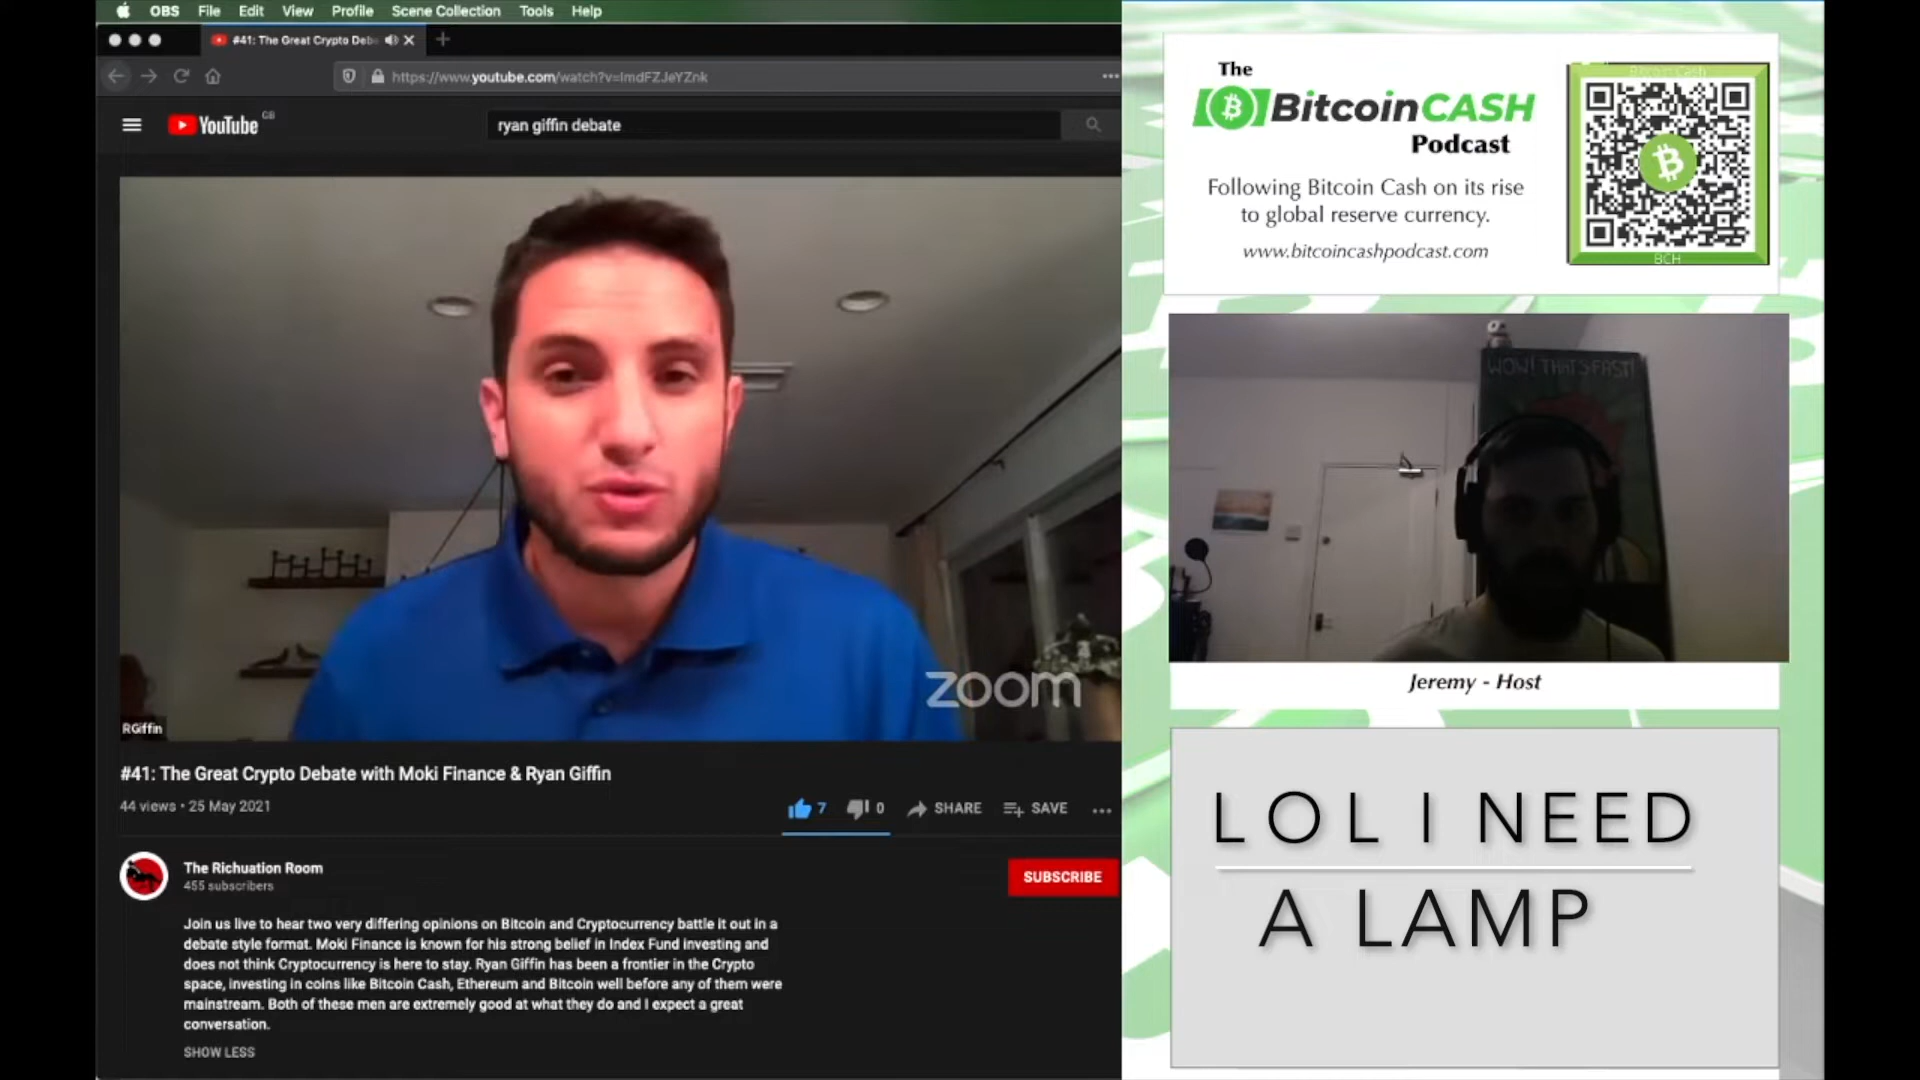 OBS File Edit View Profile Scene Collection Tools Help
#41: The Great Crypto Deb
https://www.youtube.com/watch?v=ImdFZJeYZnk
YouTube GB
ryan giffin debate
zoom
RGiffin
#41: The Great Crypto Debate with Moki Finance & Ryan Giffin
44 views • 25 May 2021
7 0 SHARE SAVE
The Richuation Room
455 subscribers
SUBSCRIBE
Join us live to hear two very differing opinions on Bitcoin and Cryptocurrency battle it out in a
debate style format. Moki Finance is known for his strong belief in Index Fund investing and
does not think Cryptocurrency is here to stay. Ryan Giffin has been a frontier in the Crypto
space, investing in coins like Bitcoin Cash, Ethereum and Bitcoin well before any of them were
mainstream. Both of these men are extremely good at what they do and I expect a great
conversation.
SHOW LESS
The
BitcoinCASH
Podcast
Following Bitcoin Cash on its rise
to global reserve currency.
www.bitcoincashpodcast.com
Bitcoin Cash
BCH
WOW! THATS FAST!
Jeremy - Host
LOL I NEED
A LAMP